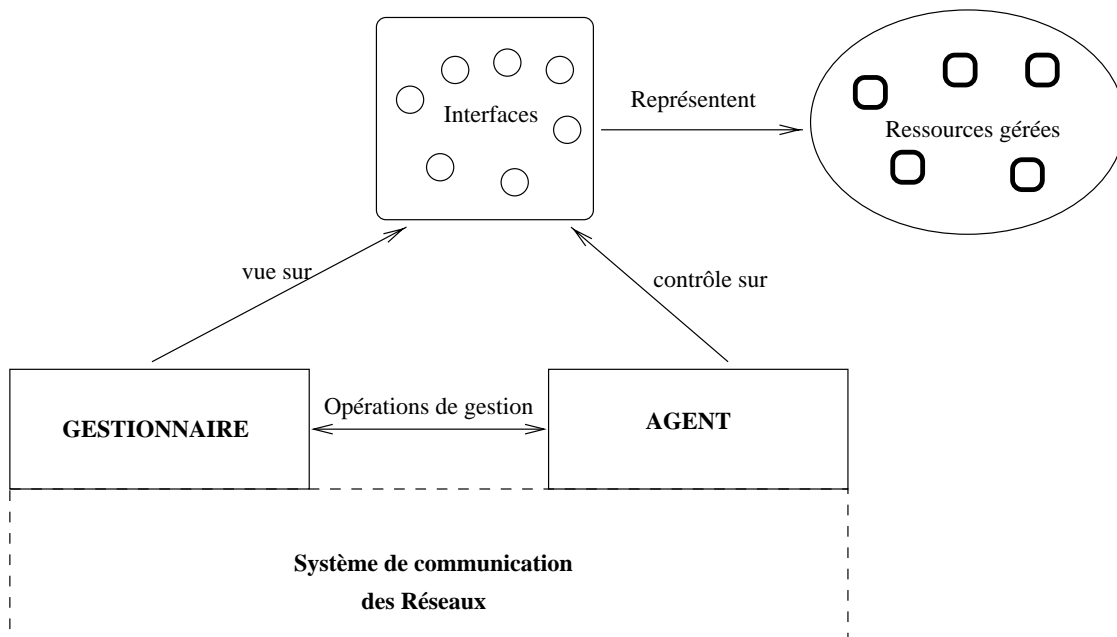 Représentent
Interfaces
Ressources gérées
vue sur
contrôle sur
Opérations de gestion
GESTIONNAIRE
AGENT
Système de communication
des Réseaux